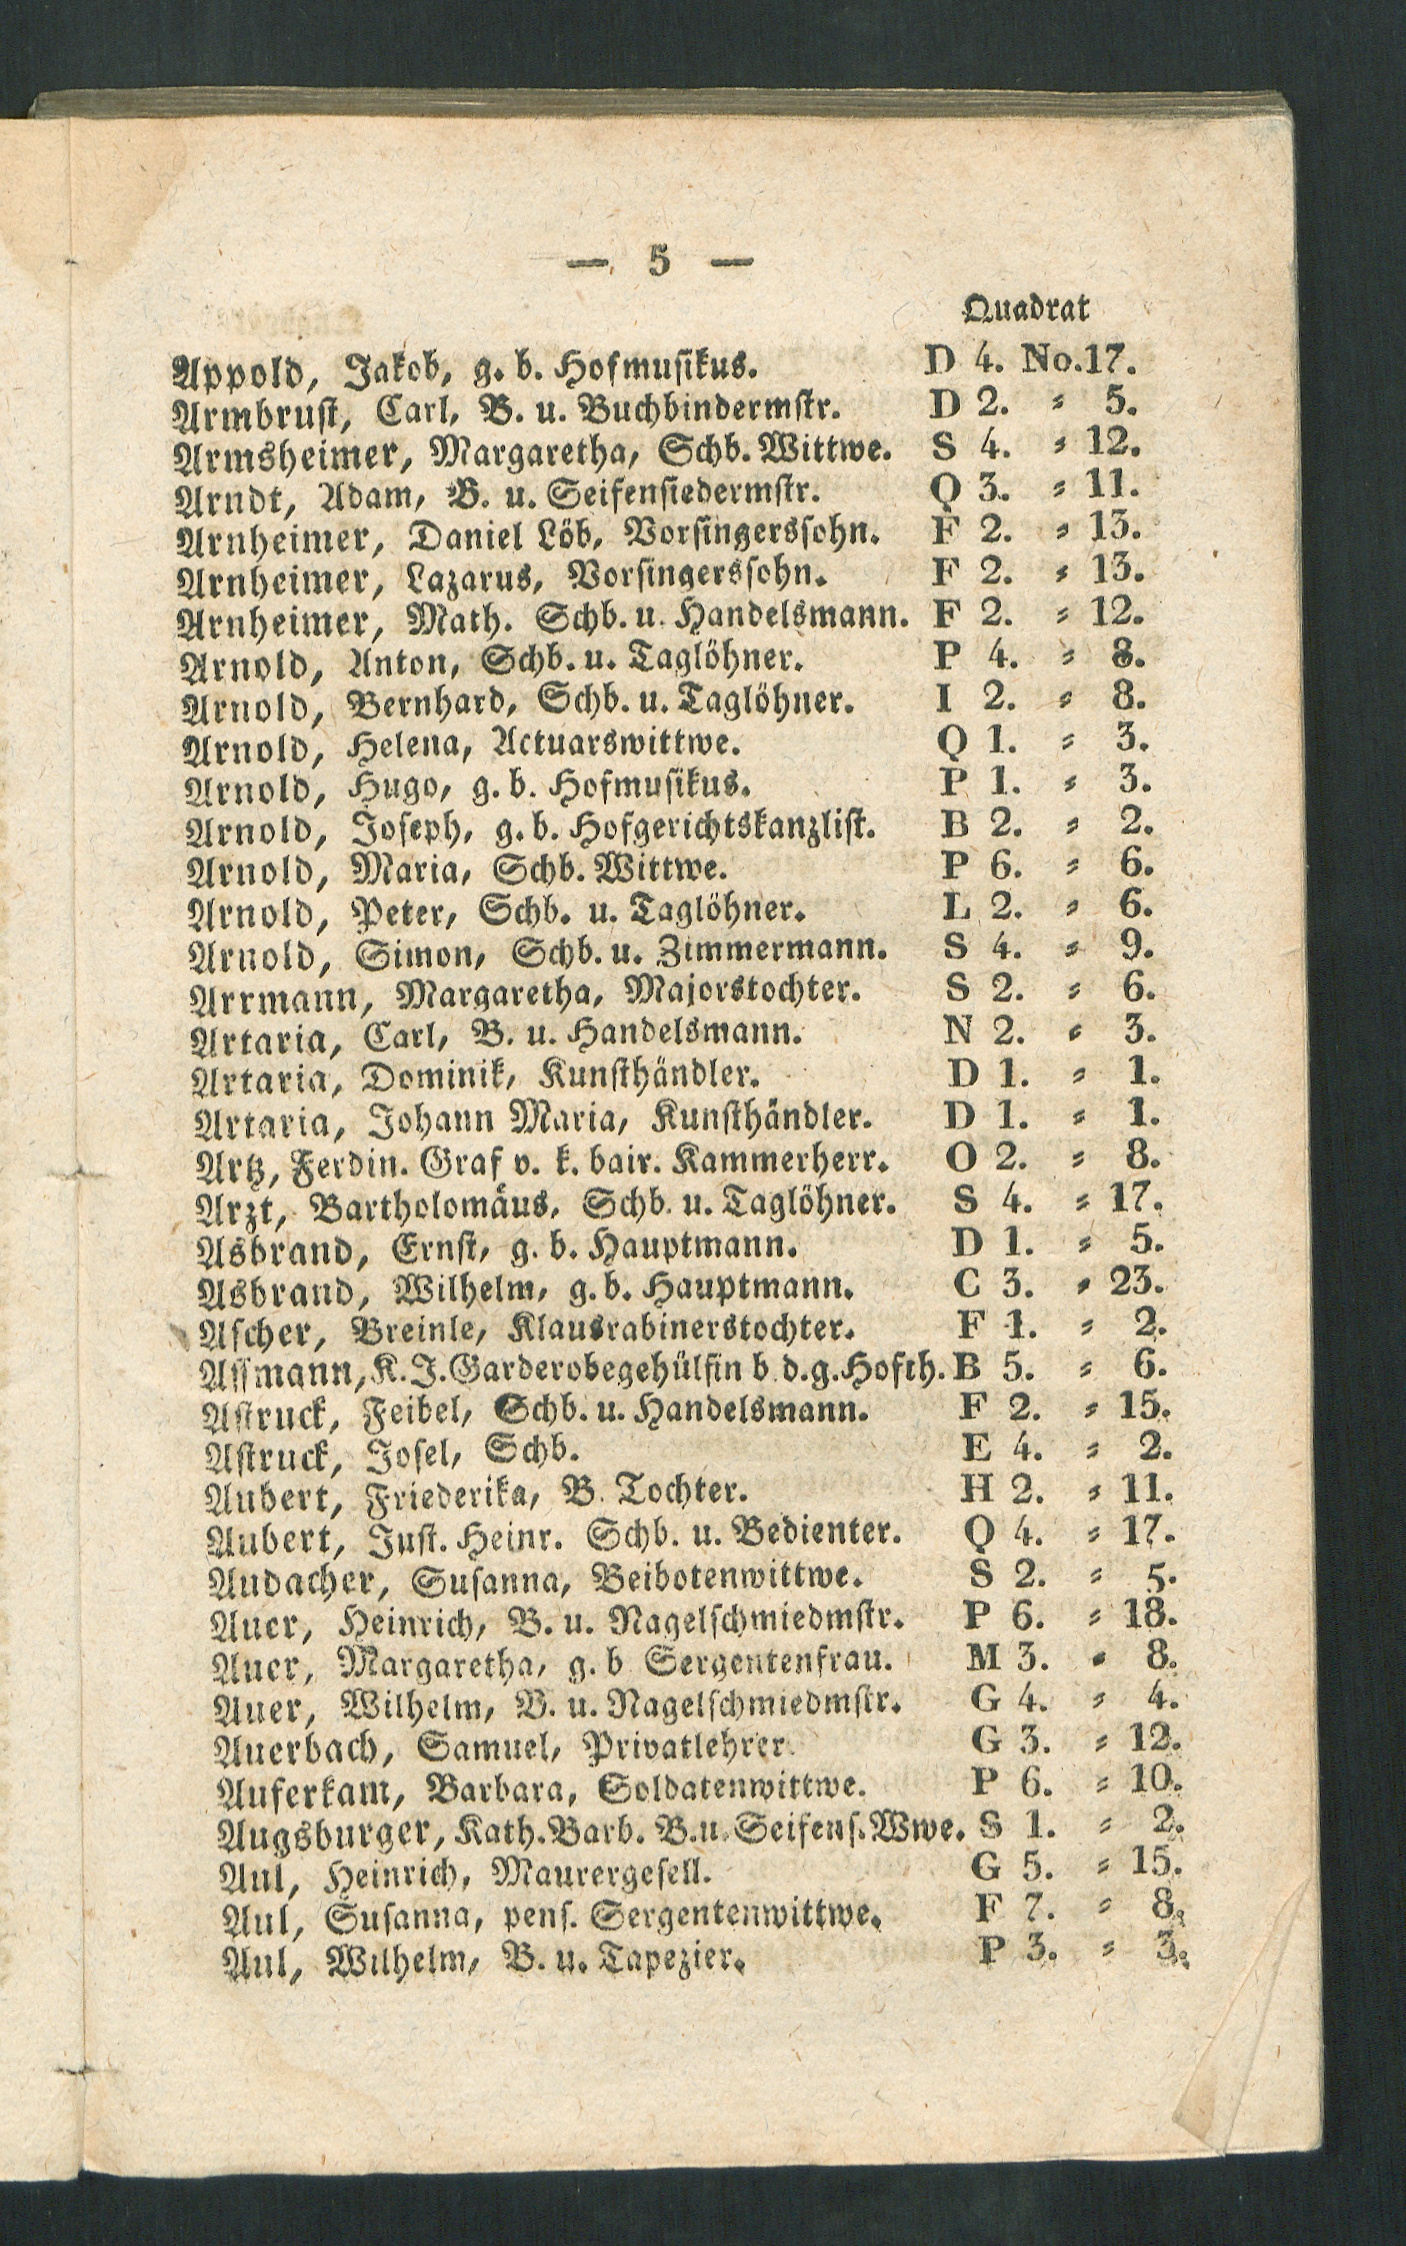 — 5 —
Quadrat
Appold, Jakob, g. b. Hofmusikus. D 4. No. 17.
Armbrust, Carl, B. u. Buchbindermstr. D 2. = 5.
Armsheimer, Margaretha, Schb. Wittwe. S 4. = 12.
Arndt, Adam, B. u. Seifensiedermstr. Q 3. = 11.
Arnheimer, Daniel Löb, Vorsingerssohn. F 2. = 13.
Arnheimer, Lazarus, Vorsingerssohn. F 2. = 13.
Arnheimer, Math. Schb. u. Handelsmann. F 2. = 12.
Arnold, Anton, Schb. u. Taglöhner. P 4. = 8.
Arnold, Bernhard, Schb. u. Taglöhner. I 2. = 8.
Arnold, Helena, Actuarswittwe. Q 1. = 3.
Arnold, Hugo, g. b. Hofmusikus. P 1. = 3.
Arnold, Joseph, g. b. Hofgerichtskanzlist. B 2. = 2.
Arnold, Maria, Schb. Wittwe. P 6. = 6.
Arnold, Peter, Schb. u. Taglöhner. L 2. = 6.
Arnold, Simon, Schb. u. Zimmermann. S 4. = 9.
Arrmann, Margaretha, Majorstochter. S 2. = 6.
Artaria, Carl, B. u. Handelsmann. N 2. = 3.
Artaria, Dominik, Kunsthändler. D 1. = 1.
Artaria, Johann Maria, Kunsthändler. D 1. = 1.
Artz, Ferdin. Graf v. k. bair. Kammerherr. O 2. = 8.
Arzt, Bartholomäus, Schb. u. Taglöhner. S 4. = 17.
Asbrand, Ernst, g. b. Hauptmann. D 1. = 5.
Asbrand, Wilhelm, g. b. Hauptmann. C 3. = 23.
Ascher, Breinle, Klausrabinerstochter. F 1. = 2.
Assmann, K. J. Garderobegehülfin b. d. g. Hofth. B 5. = 6.
Astruck, Feibel, Schb. u. Handelsmann. F 2. = 15.
Astruck, Josel, Schb. E 4. = 2.
Aubert, Friederika, B. Tochter. H 2. = 11.
Aubert, Just. Heinr. Schb. u. Bedienter. Q 4. = 17.
Audacher, Susanna, Beibotenwittwe. S 2. = 5.
Auer, Heinrich, B. u. Nagelschmiedmstr. P 6. = 18.
Auer, Margaretha, g. b Sergentenfrau. M 3. = 8.
Auer, Wilhelm, B. u. Nagelschmiedmstr. G 4. = 4.
Auerbach, Samuel, Privatlehrer. G 3. = 12.
Auferkam, Barbara, Soldatenwittwe. P 6. = 10.
Augsburger, Kath. Barb. B. u. Seifens. Wwe. S 1. = 2.
Aul, Heinrich, Maurergesell. G 5. = 15.
Aul, Susanna, pens. Sergentenwittwe. F 7. = 8.
Aul, Wilhelm, B. u. Tapezier. P 3. = 3.